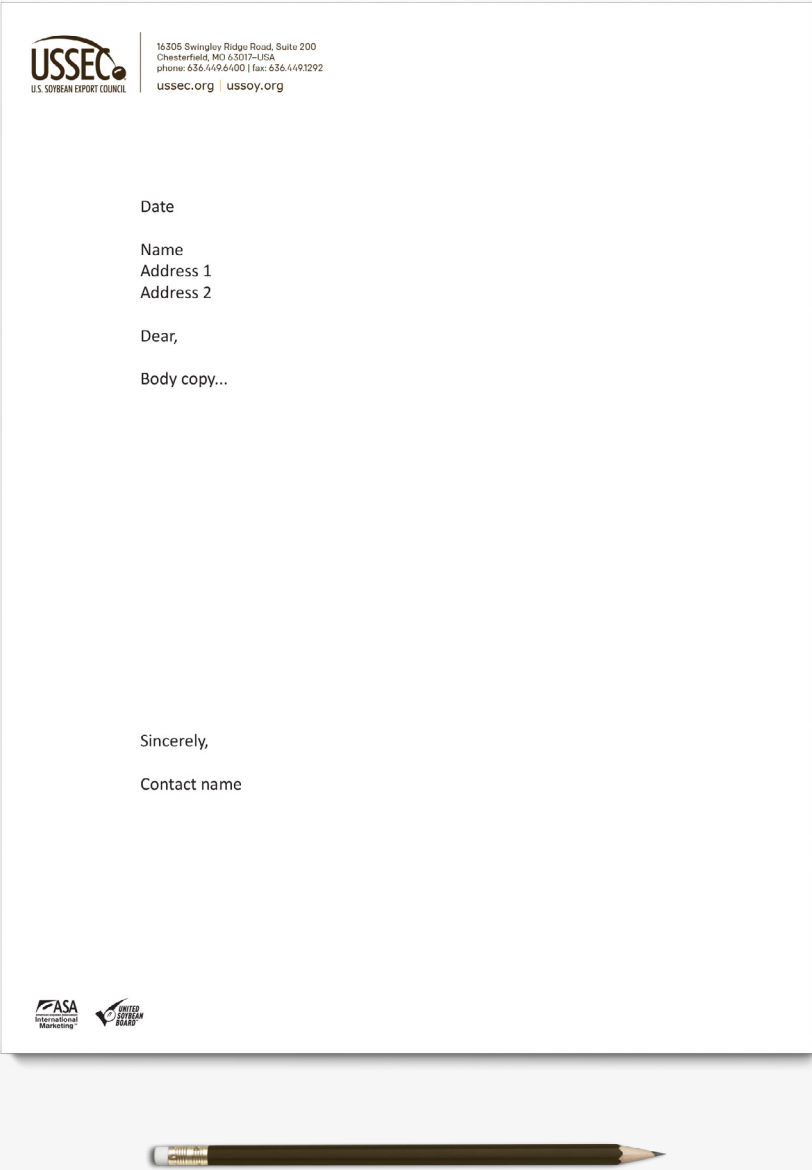 USSEC
U.S. SOYBEAN EXPORT COUNCIL
16305 Swingley Ridge Road, Suite 200
Chesterfield, MO 63017–USA
phone: 636.449.6400 | fax: 636.449.1292
ussec.org | ussoy.org
Date
Name
Address 1
Address 2
Dear,
Body copy...
Sincerely,
Contact name
ASA
International
Marketing™
UNITED
SOYBEAN
BOARD™